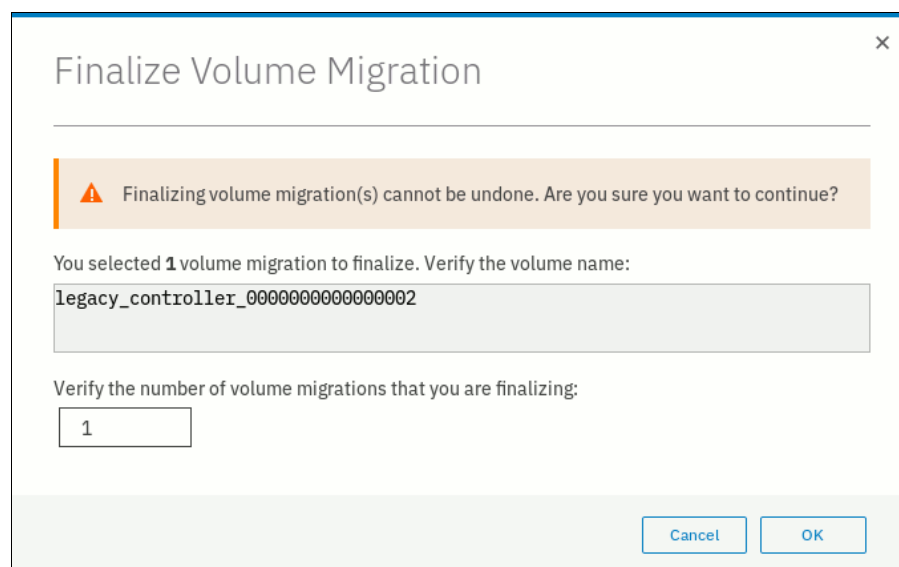 Finalize Volume Migration
Finalizing volume migration(s) cannot be undone. Are you sure you want to continue?
You selected 1 volume migration to finalize. Verify the volume name:
legacy_controller_0000000000000002
Verify the number of volume migrations that you are finalizing:
1
Cancel
OK